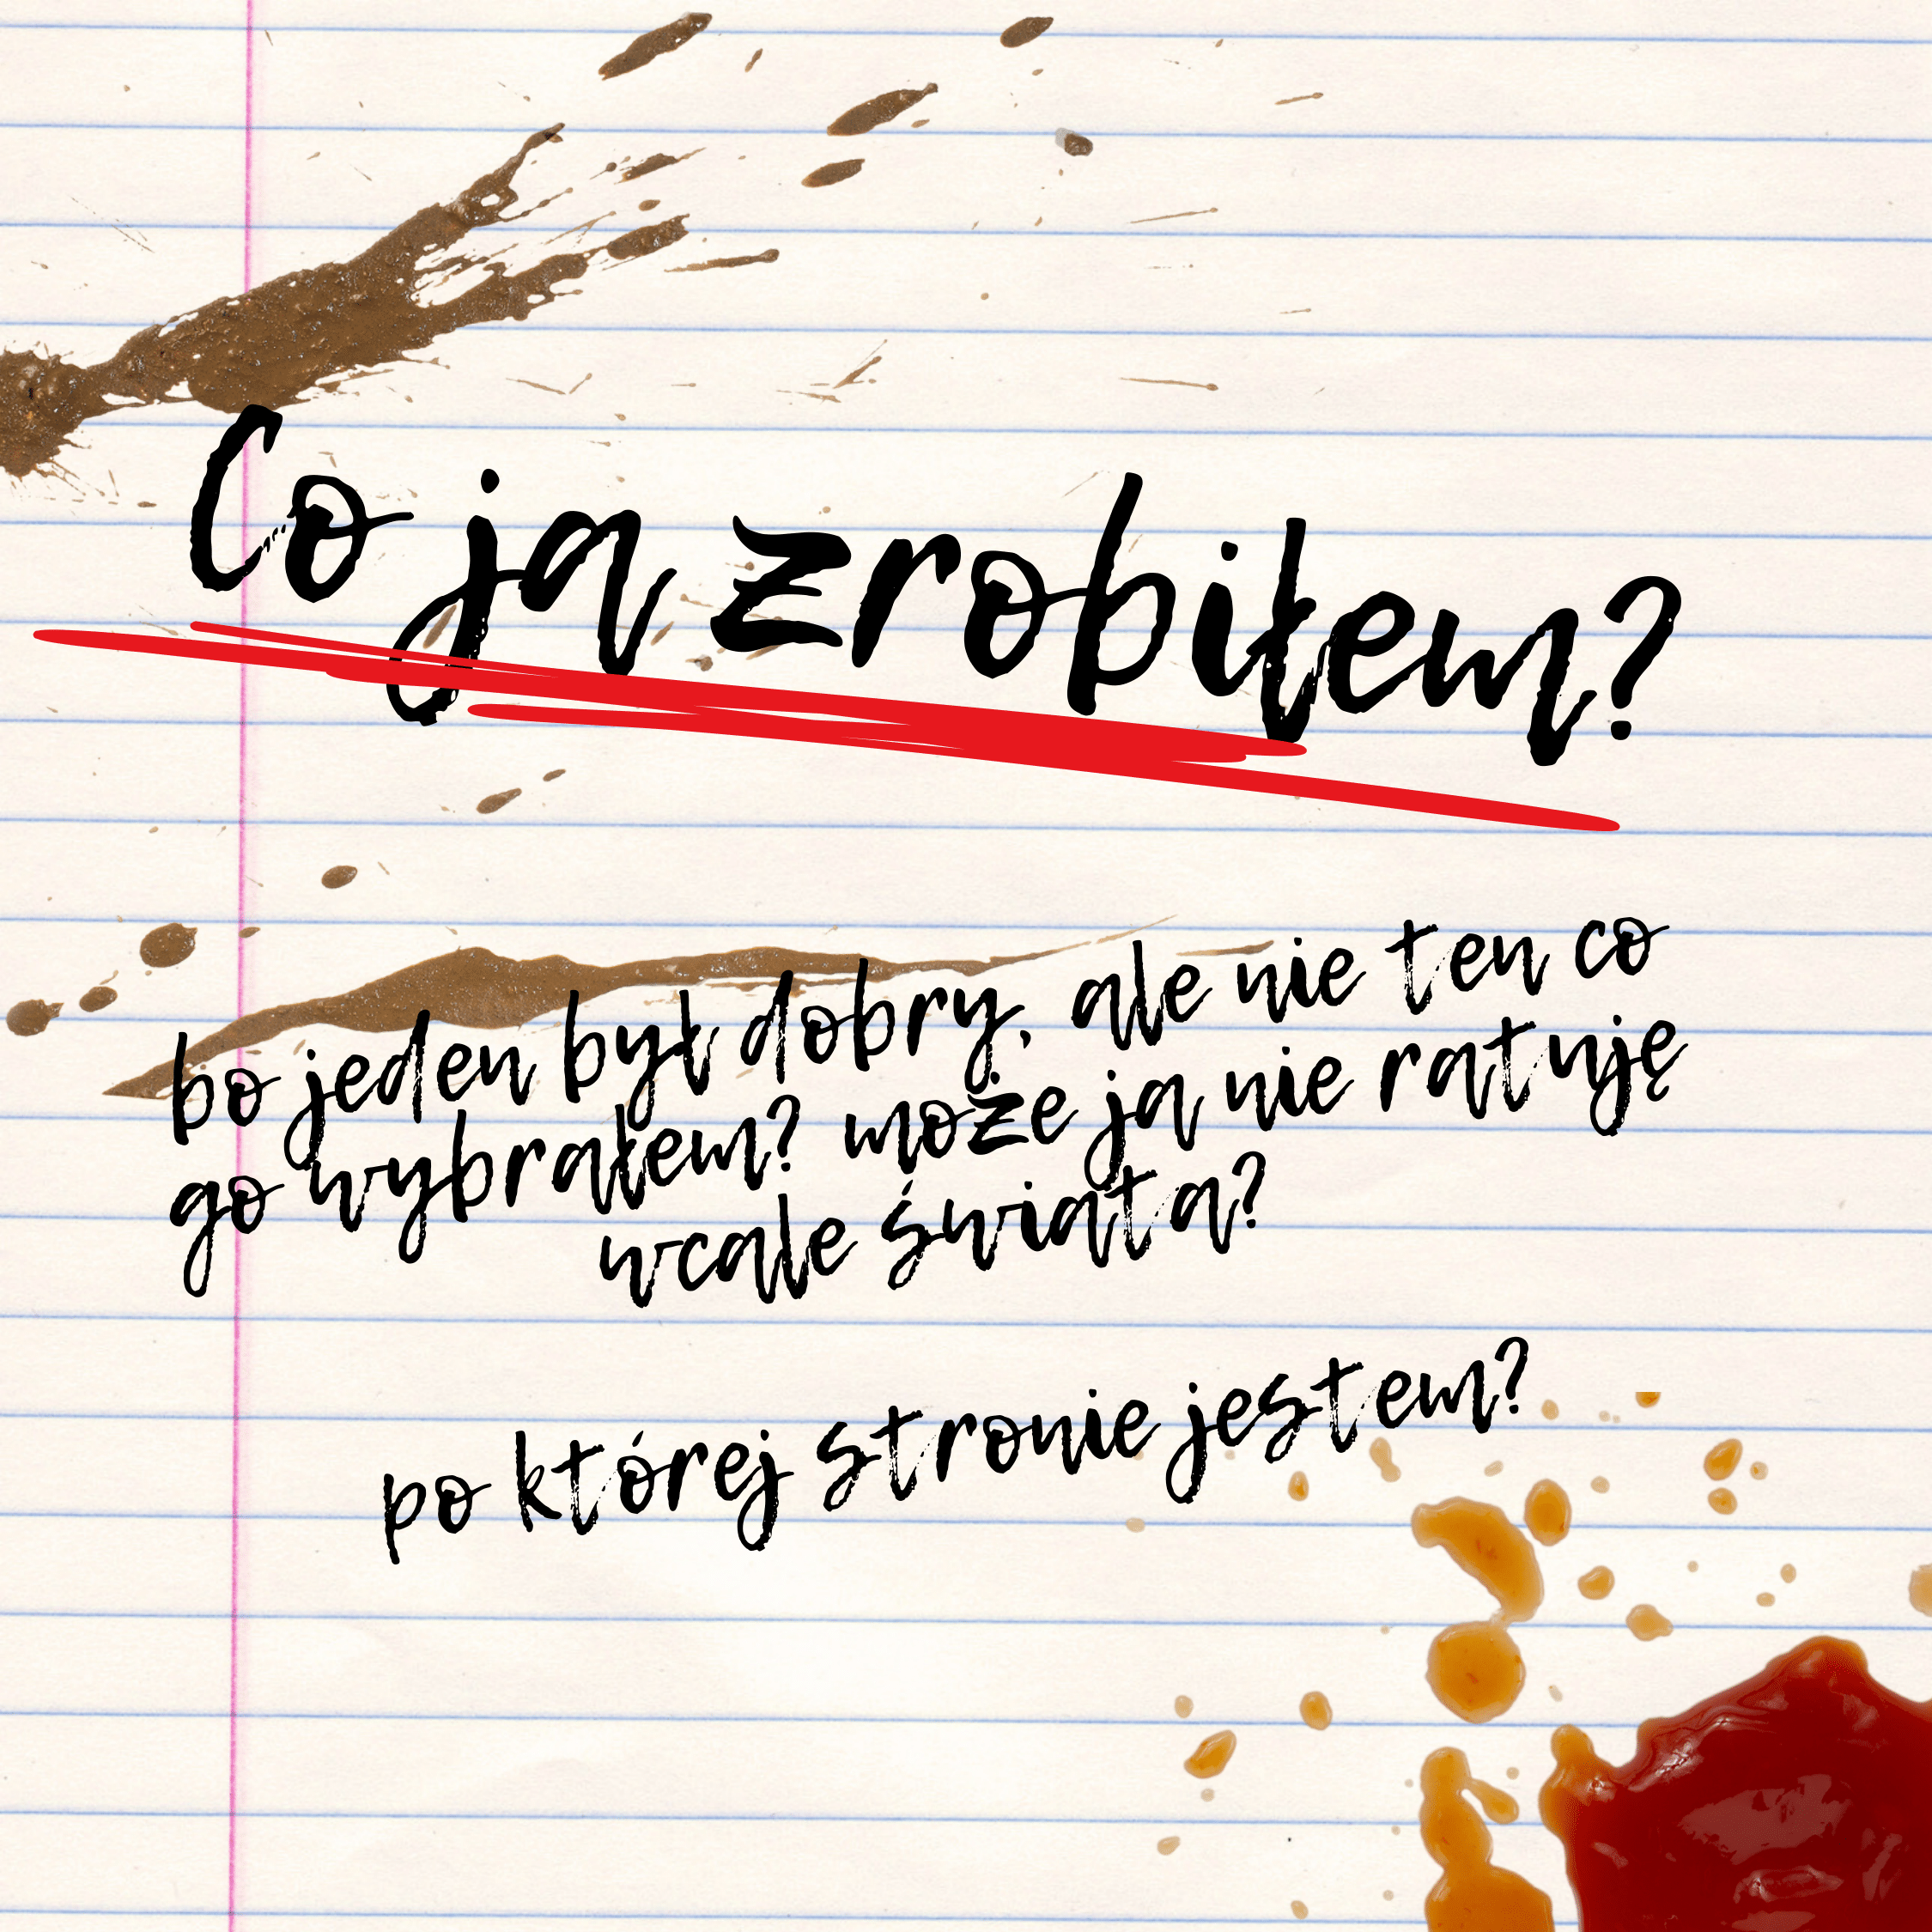 Co ja zrobiłem?
bo jeden był dobry, ale nie ten co
go wybrałem? może ja nie ratuję
wcale świata?
po której stronie jestem?